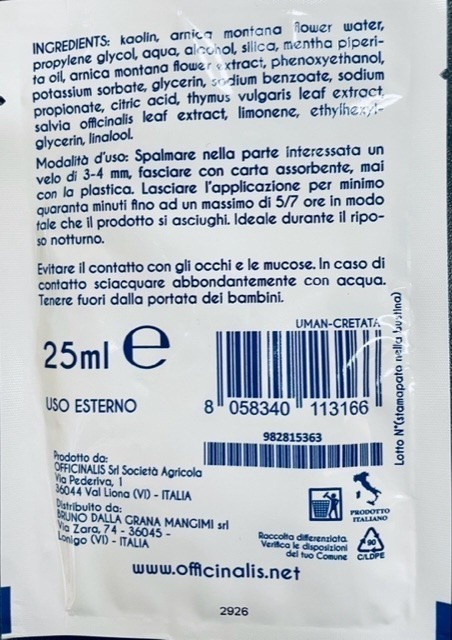 INGREDIENTS: kaolin, arnica montana flower water,
propylene glycol, aqua, alcohol, silica, mentha piperi-
ta oil, arnica montana flower extract, phenoxyethanol,
potassium sorbate, glycerin, sodium benzoate, sodium
propionate, citric acid, thymus vulgaris leaf extract,
salvia officinalis leaf extract, limonene, ethylhexyl-
glycerin, linalool.
Modalità d'uso: Spalmare nella parte interessata un
velo di 3-4 mm, fasciare con carta assorbente, mai
con la plastica. Lasciare l'applicazione per minimo
quaranta minuti fino ad un massimo di 5/7 ore in modo
tale che il prodotto si asciughi. Ideale durante il ripo-
so notturno.
Evitare il contatto con gli occhi e le mucose. In caso di
contatto sciacquare abbondantemente con acqua.
Tenere fuori dalla portata dei bambini.
25ml e
USO ESTERNO
UMAN-CRETATA
8 058340 113166
982815363
Lotto N°(stampato nella bustina)
Prodotto da:
OFFICINALIS Srl Società Agricola
Via Pederiva, 1
36044 Val Liona (VI) - ITALIA
Distribuito da:
BRUNO DALLA GRANA MANGIMI srl
Via Zara, 74 - 36045 -
Lonigo (VI) - ITALIA
PRODOTTO
ITALIANO
Raccolta differenziata.
Verifica le disposizioni
del tuo Comune
90
C/LDPE
www.officinalis.net
2926